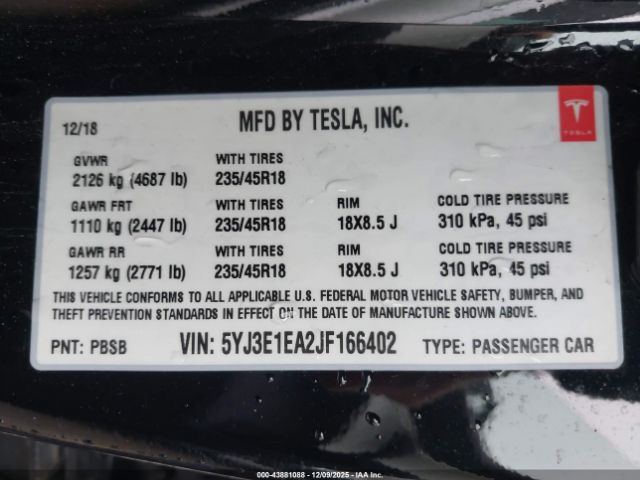 12/18 MFD BY TESLA, INC.
TESLA
GVWR WITH TIRES
2126 kg (4687 lb) 235/45R18
GAWR FRT WITH TIRES RIM COLD TIRE PRESSURE
1110 kg (2447 lb) 235/45R18 18X8.5 J 310 kPa, 45 psi
GAWR RR WITH TIRES RIM COLD TIRE PRESSURE
1257 kg (2771 lb) 235/45R18 18X8.5 J 310 kPa, 45 psi
THIS VEHICLE CONFORMS TO ALL APPLICABLE U.S. FEDERAL MOTOR VEHICLE SAFETY, BUMPER, AND
THEFT PREVENTION STANDARDS IN EFFECT ON THE DATE OF MANUFACTURE SHOWN ABOVE.
PNT: PBSB VIN: 5YJ3E1EA2JF166402 TYPE: PASSENGER CAR
000-43881088 - 12/09/2025 - IAA Inc.